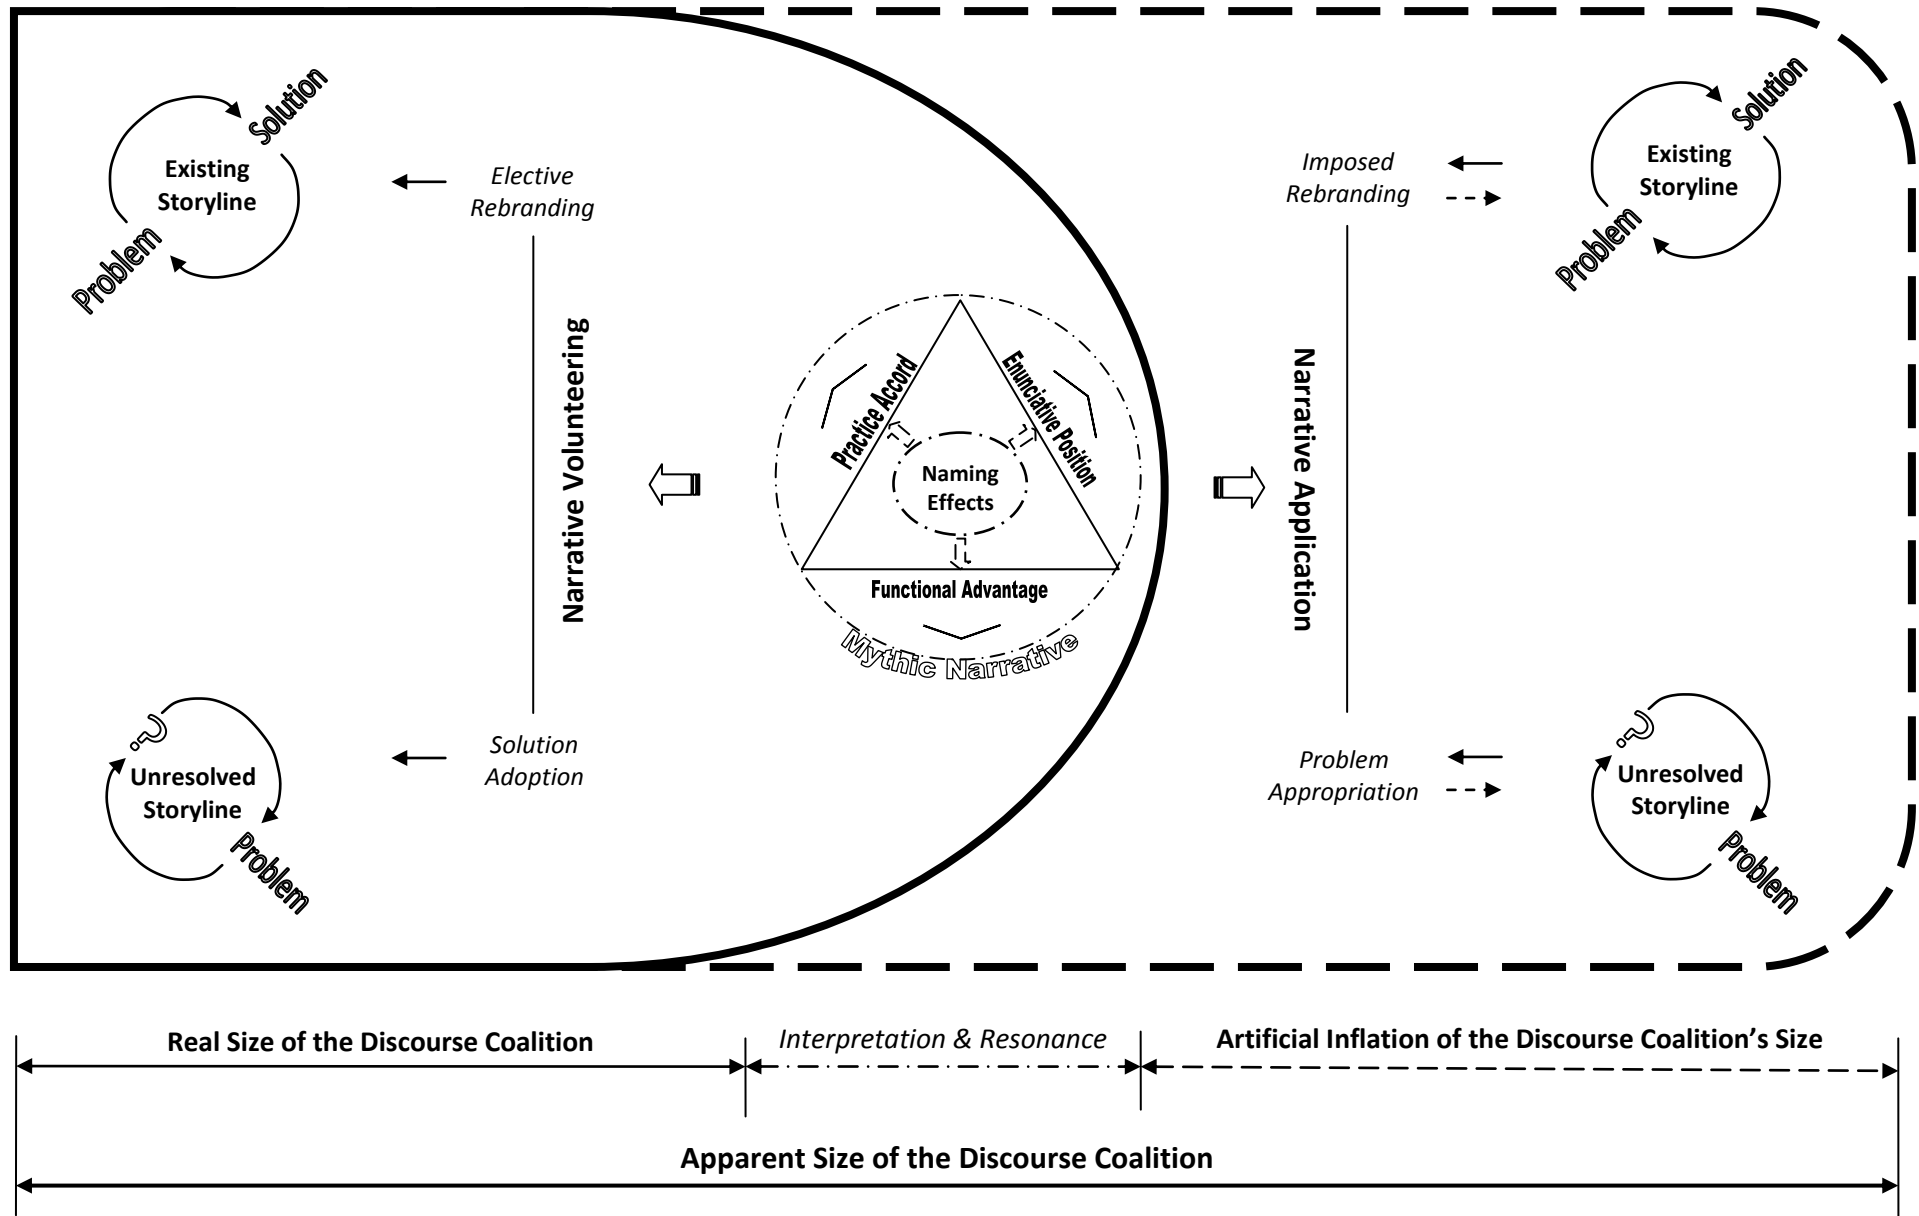 Solution
Existing
Storyline
Problem
Elective
Rebranding
Narrative Volunteering
Solution
Adoption
?
Unresolved
Storyline
Problem
Practice Accord
Enunciative Position
Naming
Effects
Functional Advantage
Mythic Narrative
Imposed
Rebranding
Narrative Application
Problem
Appropriation
Solution
Existing
Storyline
Problem
?
Unresolved
Storyline
Problem
Real Size of the Discourse Coalition
Interpretation & Resonance
Artificial Inflation of the Discourse Coalition’s Size
Apparent Size of the Discourse Coalition